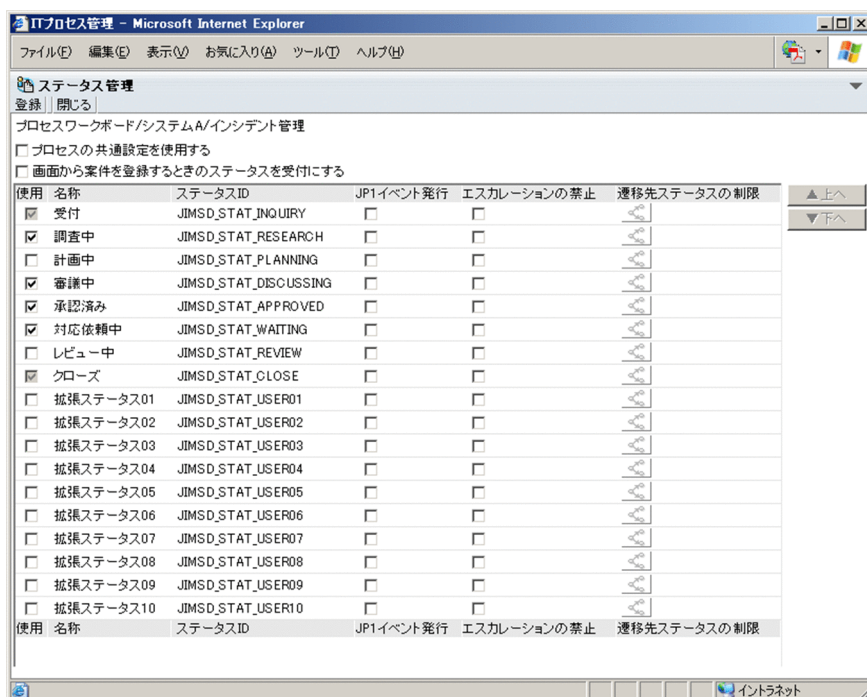 ITプロセス管理 - Microsoft Internet Explorer
ファイル(F) 編集(E) 表示(V) お気に入り(A) ツール(T) ヘルプ(H)
ステータス管理
登録 閉じる
プロセスワークボード/システムA/インシデント管理
プロセスの共通設定を使用する
画面から案件を登録するときのステータスを受付にする
使用 名称 ステータスID JP1イベント発行 エスカレーションの禁止 遷移先ステータスの制限 ▲上へ
受付 JIMSD_STAT_INQUIRY ▼下へ
調査中 JIMSD_STAT_RESEARCH
計画中 JIMSD_STAT_PLANNING
審議中 JIMSD_STAT_DISCUSSING
承認済み JIMSD_STAT_APPROVED
対応依頼中 JIMSD_STAT_WAITING
レビュー中 JIMSD_STAT_REVIEW
クローズ JIMSD_STAT_CLOSE
拡張ステータス01 JIMSD_STAT_USER01
拡張ステータス02 JIMSD_STAT_USER02
拡張ステータス03 JIMSD_STAT_USER03
拡張ステータス04 JIMSD_STAT_USER04
拡張ステータス05 JIMSD_STAT_USER05
拡張ステータス06 JIMSD_STAT_USER06
拡張ステータス07 JIMSD_STAT_USER07
拡張ステータス08 JIMSD_STAT_USER08
拡張ステータス09 JIMSD_STAT_USER09
拡張ステータス10 JIMSD_STAT_USER10
使用 名称 ステータスID JP1イベント発行 エスカレーションの禁止 遷移先ステータスの制限
イントラネット